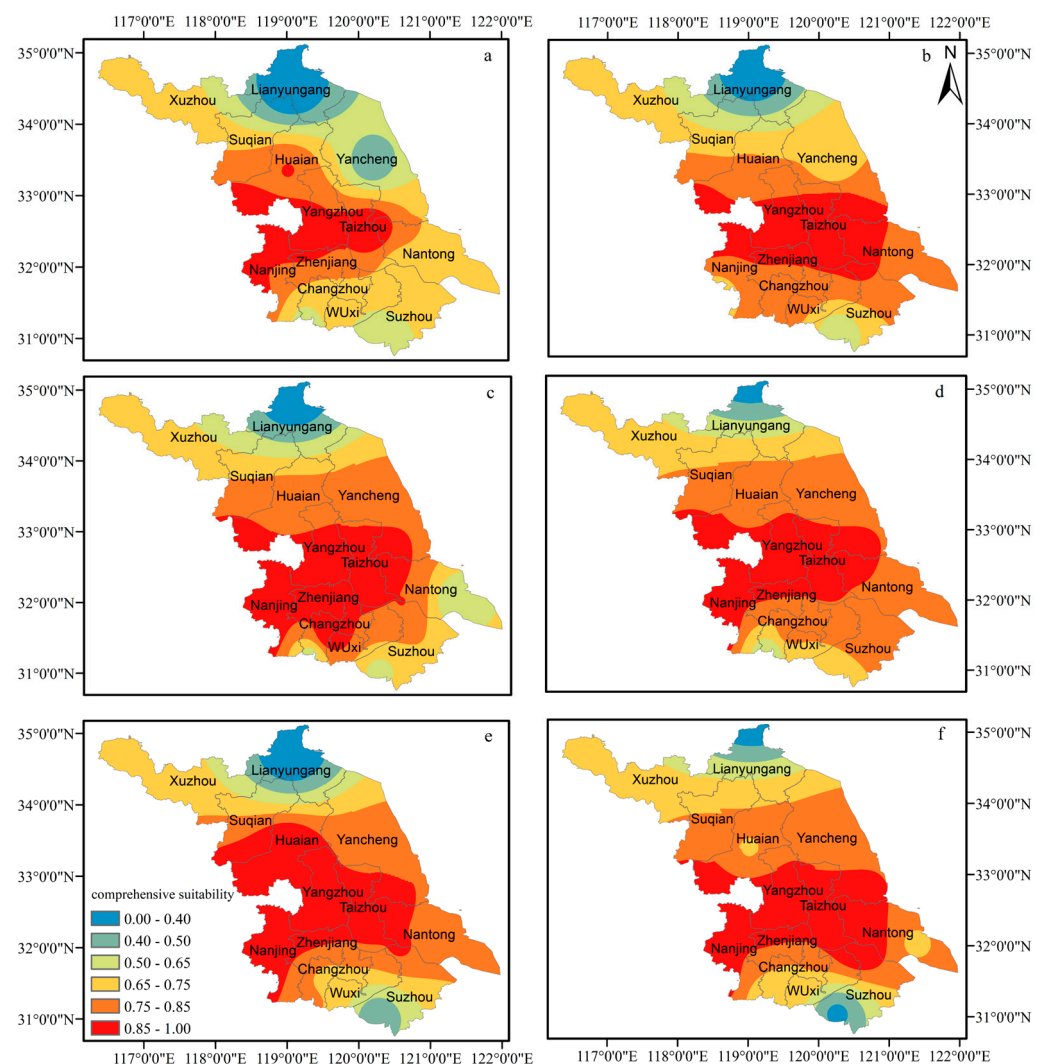 117°0'0"E 118°0'0"E 119°0'0"E 120°0'0"E 121°0'0"E 122°0'0"E
117°0'0"E 118°0'0"E 119°0'0"E 120°0'0"E 121°0'0"E 122°0'0"E
35°0'0"N
34°0'0"N
33°0'0"N
32°0'0"N
31°0'0"N
a
Lianyungang
Xuzhou
Suqian
Huaian
Yancheng
Yangzhou
Taizhou
Nantong
Zhenjiang
Nanjing
Changzhou
WUxi
Suzhou
b
N
Lianyungang
Xuzhou
Suqian
Huaian
Yancheng
Yangzhou
Taizhou
Nantong
Zhenjiang
Nanjing
Changzhou
WUxi
Suzhou
35°0'0"N
34°0'0"N
33°0'0"N
32°0'0"N
31°0'0"N
35°0'0"N
34°0'0"N
33°0'0"N
32°0'0"N
31°0'0"N
c
Lianyungang
Xuzhou
Suqian
Huaian
Yancheng
Yangzhou
Taizhou
Nantong
Zhenjiang
Nanjing
Changzhou
WUxi
Suzhou
d
Lianyungang
Xuzhou
Suqian
Huaian
Yancheng
Yangzhou
Taizhou
Nantong
Zhenjiang
Nanjing
Changzhou
WUxi
Suzhou
35°0'0"N
34°0'0"N
33°0'0"N
32°0'0"N
31°0'0"N
35°0'0"N
34°0'0"N
33°0'0"N
32°0'0"N
31°0'0"N
e
Lianyungang
Xuzhou
Suqian
Huaian
Yancheng
Yangzhou
Taizhou
Nantong
Zhenjiang
Nanjing
Changzhou
Wuxi
Suzhou
comprehensive suitability
0.00 - 0.40
0.40 - 0.50
0.50 - 0.65
0.65 - 0.75
0.75 - 0.85
0.85 - 1.00
f
Lianyungang
Xuzhou
Suqian
Huaian
Yancheng
Yangzhou
Taizhou
Nantong
Zhenjiang
Nanjing
Changzhou
WUxi
Suzhou
35°0'0"N
34°0'0"N
33°0'0"N
32°0'0"N
31°0'0"N
117°0'0"E 118°0'0"E 119°0'0"E 120°0'0"E 121°0'0"E 122°0'0"E
117°0'0"E 118°0'0"E 119°0'0"E 120°0'0"E 121°0'0"E 122°0'0"E